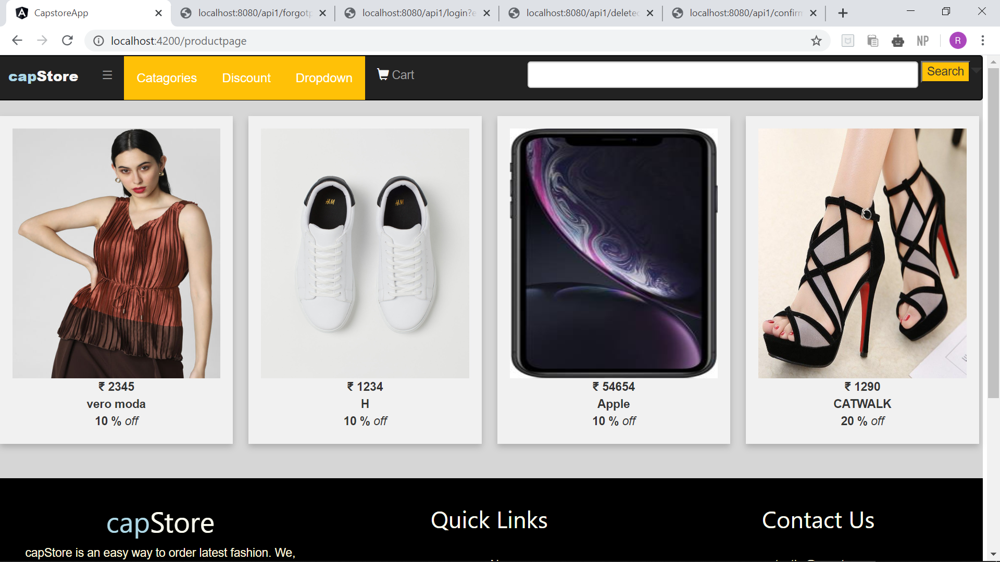 CapstoreApp
localhost:8080/api1/forgotp
localhost:8080/api1/login?e
localhost:8080/api1/deleted
localhost:8080/api1/confirm
localhost:4200/productpage
NP
R
capStore
Catagories
Discount
Dropdown
Cart
Search
H&M
H&M
₹ 2345
vero moda
10 % off
₹ 1234
H
10 % off
₹ 54654
Apple
10 % off
₹ 1290
CATWALK
20 % off
capStore
Quick Links
Contact Us
capStore is an easy way to order latest fashion. We,